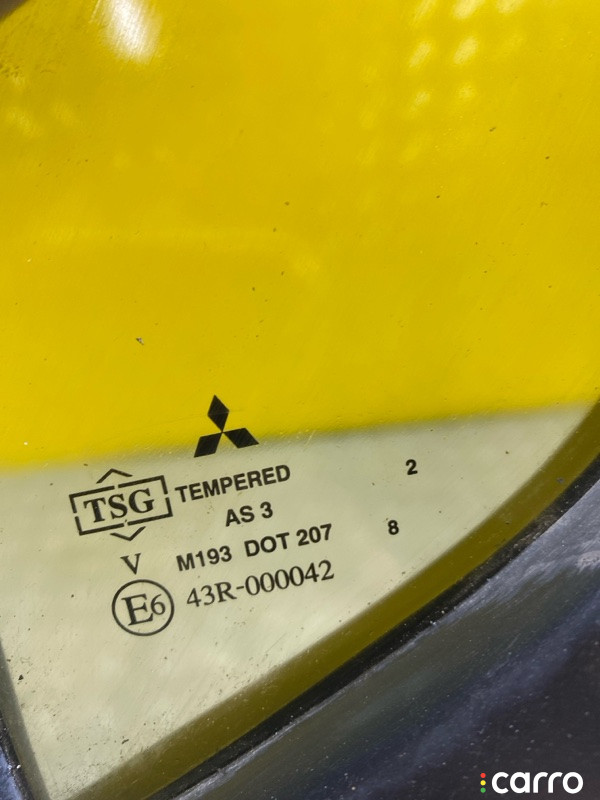 TSG TEMPERED 2
AS 3
V M193 DOT 207 8
E6 43R-000042
carro